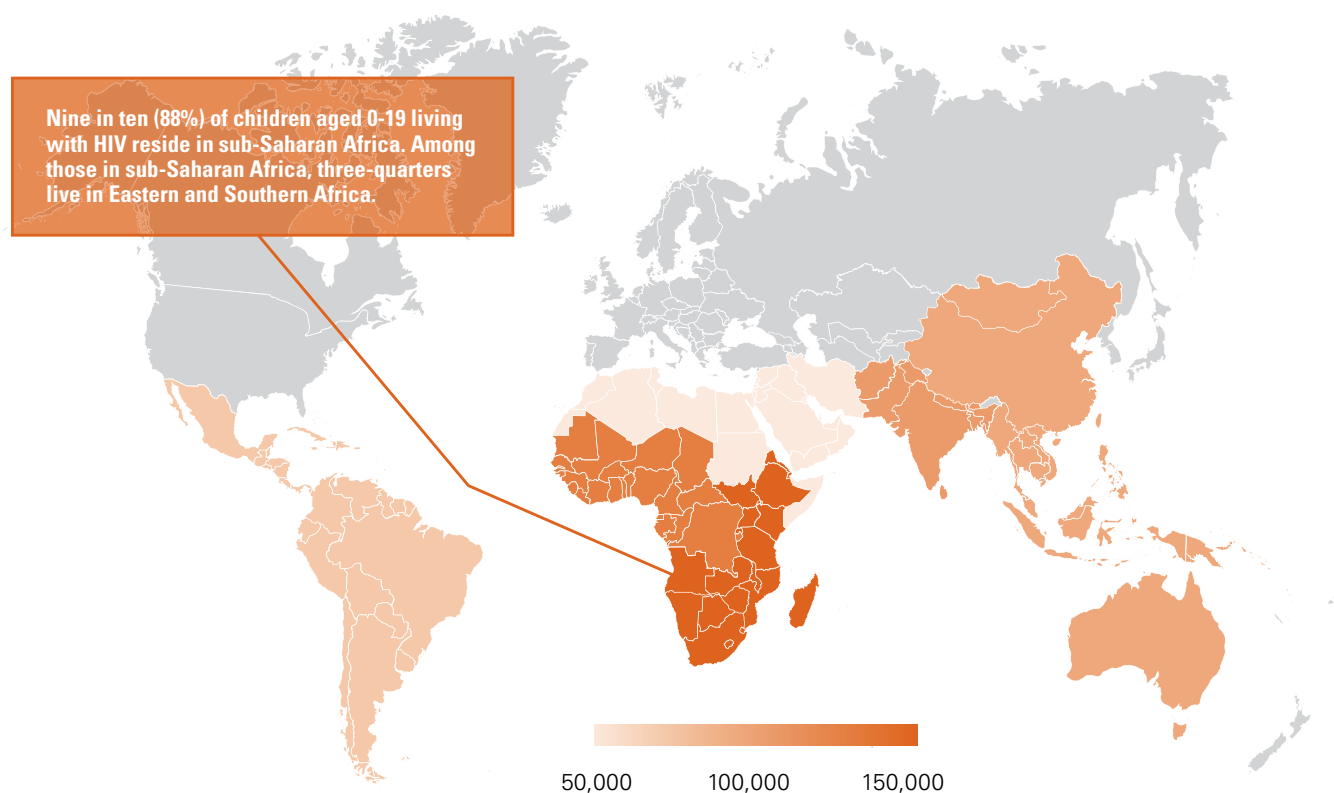 Nine in ten (88%) of children aged 0-19 living
with HIV reside in sub-Saharan Africa. Among
those in sub-Saharan Africa, three-quarters
live in Eastern and Southern Africa.
50,000 100,000 150,000